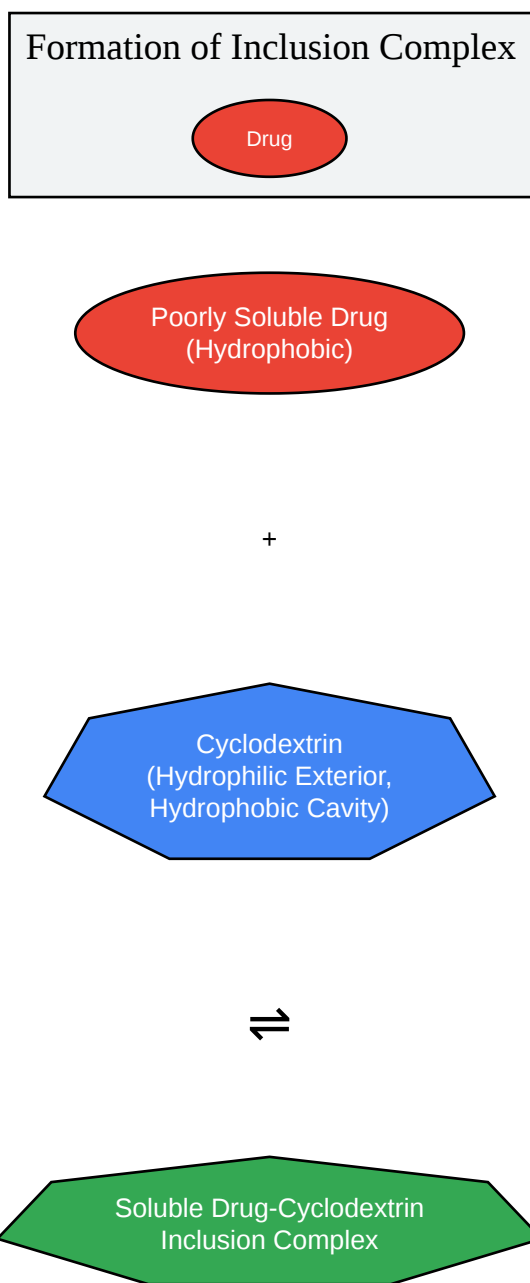 Formation of Inclusion Complex
Drug
Poorly Soluble Drug
(Hydrophobic)
+
Cyclodextrin
(Hydrophilic Exterior,
Hydrophobic Cavity)
⇌
Soluble Drug-Cyclodextrin
Inclusion Complex